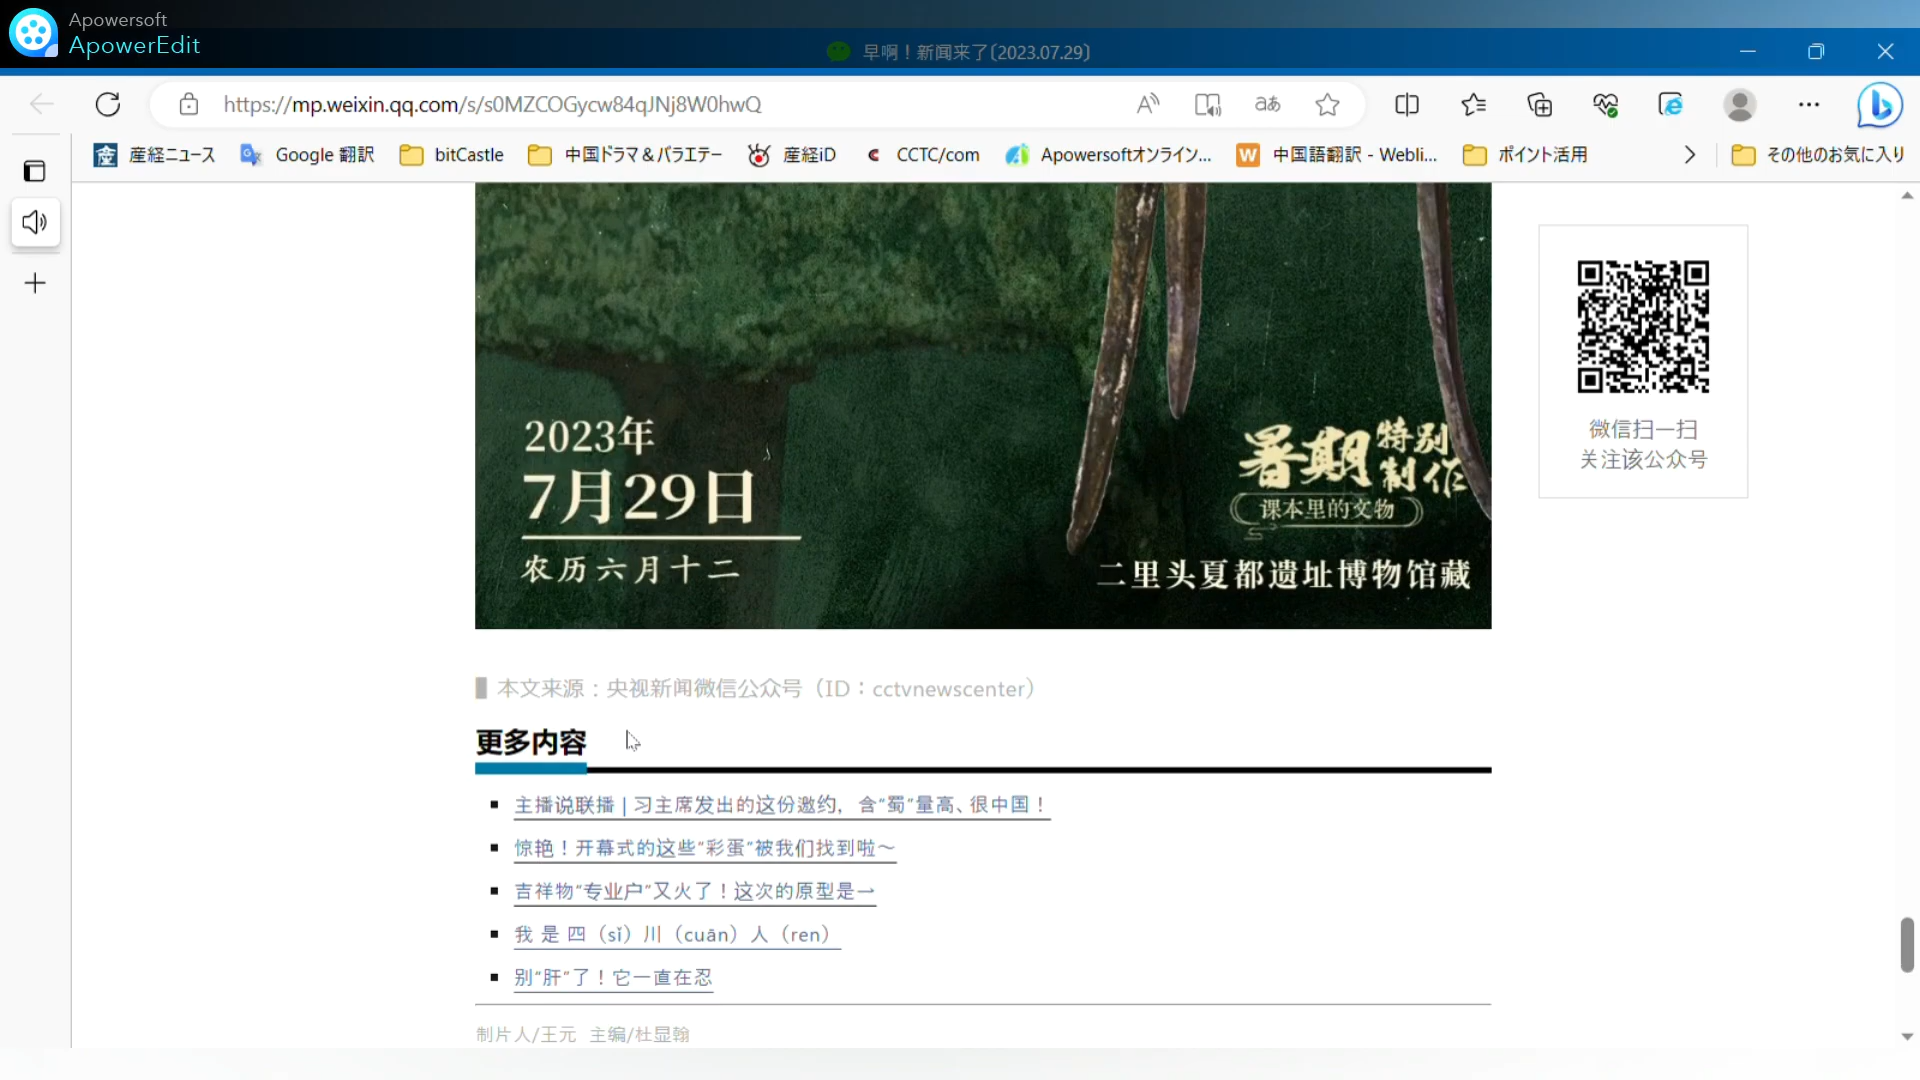 Apowersoft
ApowerEdit
早啊！新闻来了〔2023.07.29〕
https://mp.weixin.qq.com/s/s0MZCOGycw84qJNj8W0hwQ
産経ニュース
Google 翻訳
bitCastle
中国ドラマ＆バラエテー
産経iD
CCTC/com
Apowersoftオンライン...
中国語翻訳 - Webli...
ポイント活用
その他のお気に入り
2023年
7月29日
农历六月十二
暑期特别制作
课本里的文物
二里头夏都遗址博物馆藏
微信扫一扫
关注该公众号
本文来源：央视新闻微信公众号（ID：cctvnewscenter）
更多内容
主播说联播 | 习主席发出的这份邀约，含“蜀”量高、很中国！
惊艳！开幕式的这些“彩蛋”被我们找到啦～
吉祥物“专业户”又火了！这次的原型是→
我 是 四（sǐ）川（cuān）人（ren）
别“肝”了！它一直在忍
制片人/王元 主编/杜显翰